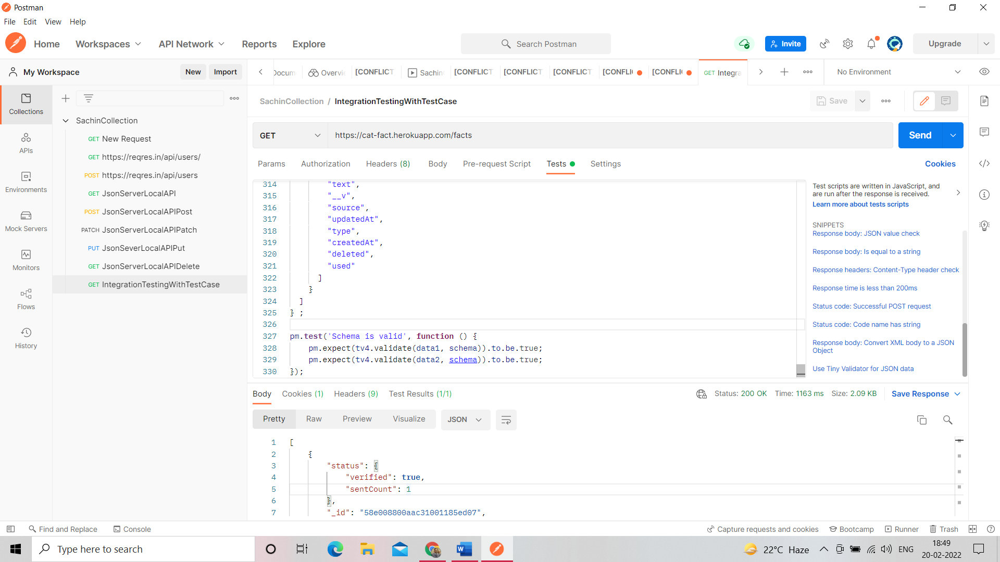 Postman
File Edit View Help
Home Workspaces API Network Reports Explore Search Postman Invite Upgrade
My Workspace New Import Overvi [CONFLICT Sachin [CONFLICT [CONFLICT [CONFLICT [CONFLI [CONFLI GET Integra No Environment
Collections
APIs
Environments
Mock Servers
Monitors
Flows
History
SachinCollection
GET New Request
GET https://reqres.in/api/users/
POST https://reqres.in/api/users
GET JsonServerLocalAPI
POST JsonServerLocalAPIPost
PATCH JsonServerLocalAPIPatch
PUT JsonSeverLocalAPIPut
GET JsonServerLocalAPIDelete
GET IntegrationTestingWithTestCase
SachinCollection / IntegrationTestingWithTestCase Save
GET https://cat-fact.herokuapp.com/facts Send
Params Authorization Headers (8) Body Pre-request Script Tests Settings Cookies
314 "text",
315 "__v",
316 "source",
317 "updatedAt",
318 "type",
319 "createdAt",
320 "deleted",
321 "used"
322 ]
323 }
324 ]
325 } ;
326
327 pm.test('Schema is valid', function () {
328 pm.expect(tv4.validate(data1, schema)).to.be.true;
329 pm.expect(tv4.validate(data2, schema)).to.be.true;
330 });
Test scripts are written in JavaScript, and
are run after the response is received.
Learn more about tests scripts
SNIPPETS
Response body: JSON value check
Response body: Is equal to a string
Response headers: Content-Type header check
Response time is less than 200ms
Status code: Successful POST request
Status code: Code name has string
Response body: Convert XML body to a JSON
Object
Use Tiny Validator for JSON data
Body Cookies (1) Headers (9) Test Results (1/1) Status: 200 OK Time: 1163 ms Size: 2.09 KB Save Response
Pretty Raw Preview Visualize JSON
1 [
2 {
3 "status": {
4 "verified": true,
5 "sentCount": 1
6 },
7 "_id": "58e008800aac31001185ed07",
Find and Replace Console Capture requests and cookies Bootcamp Runner Trash
Type here to search 22°C Haze ENG 18:49
20-02-2022